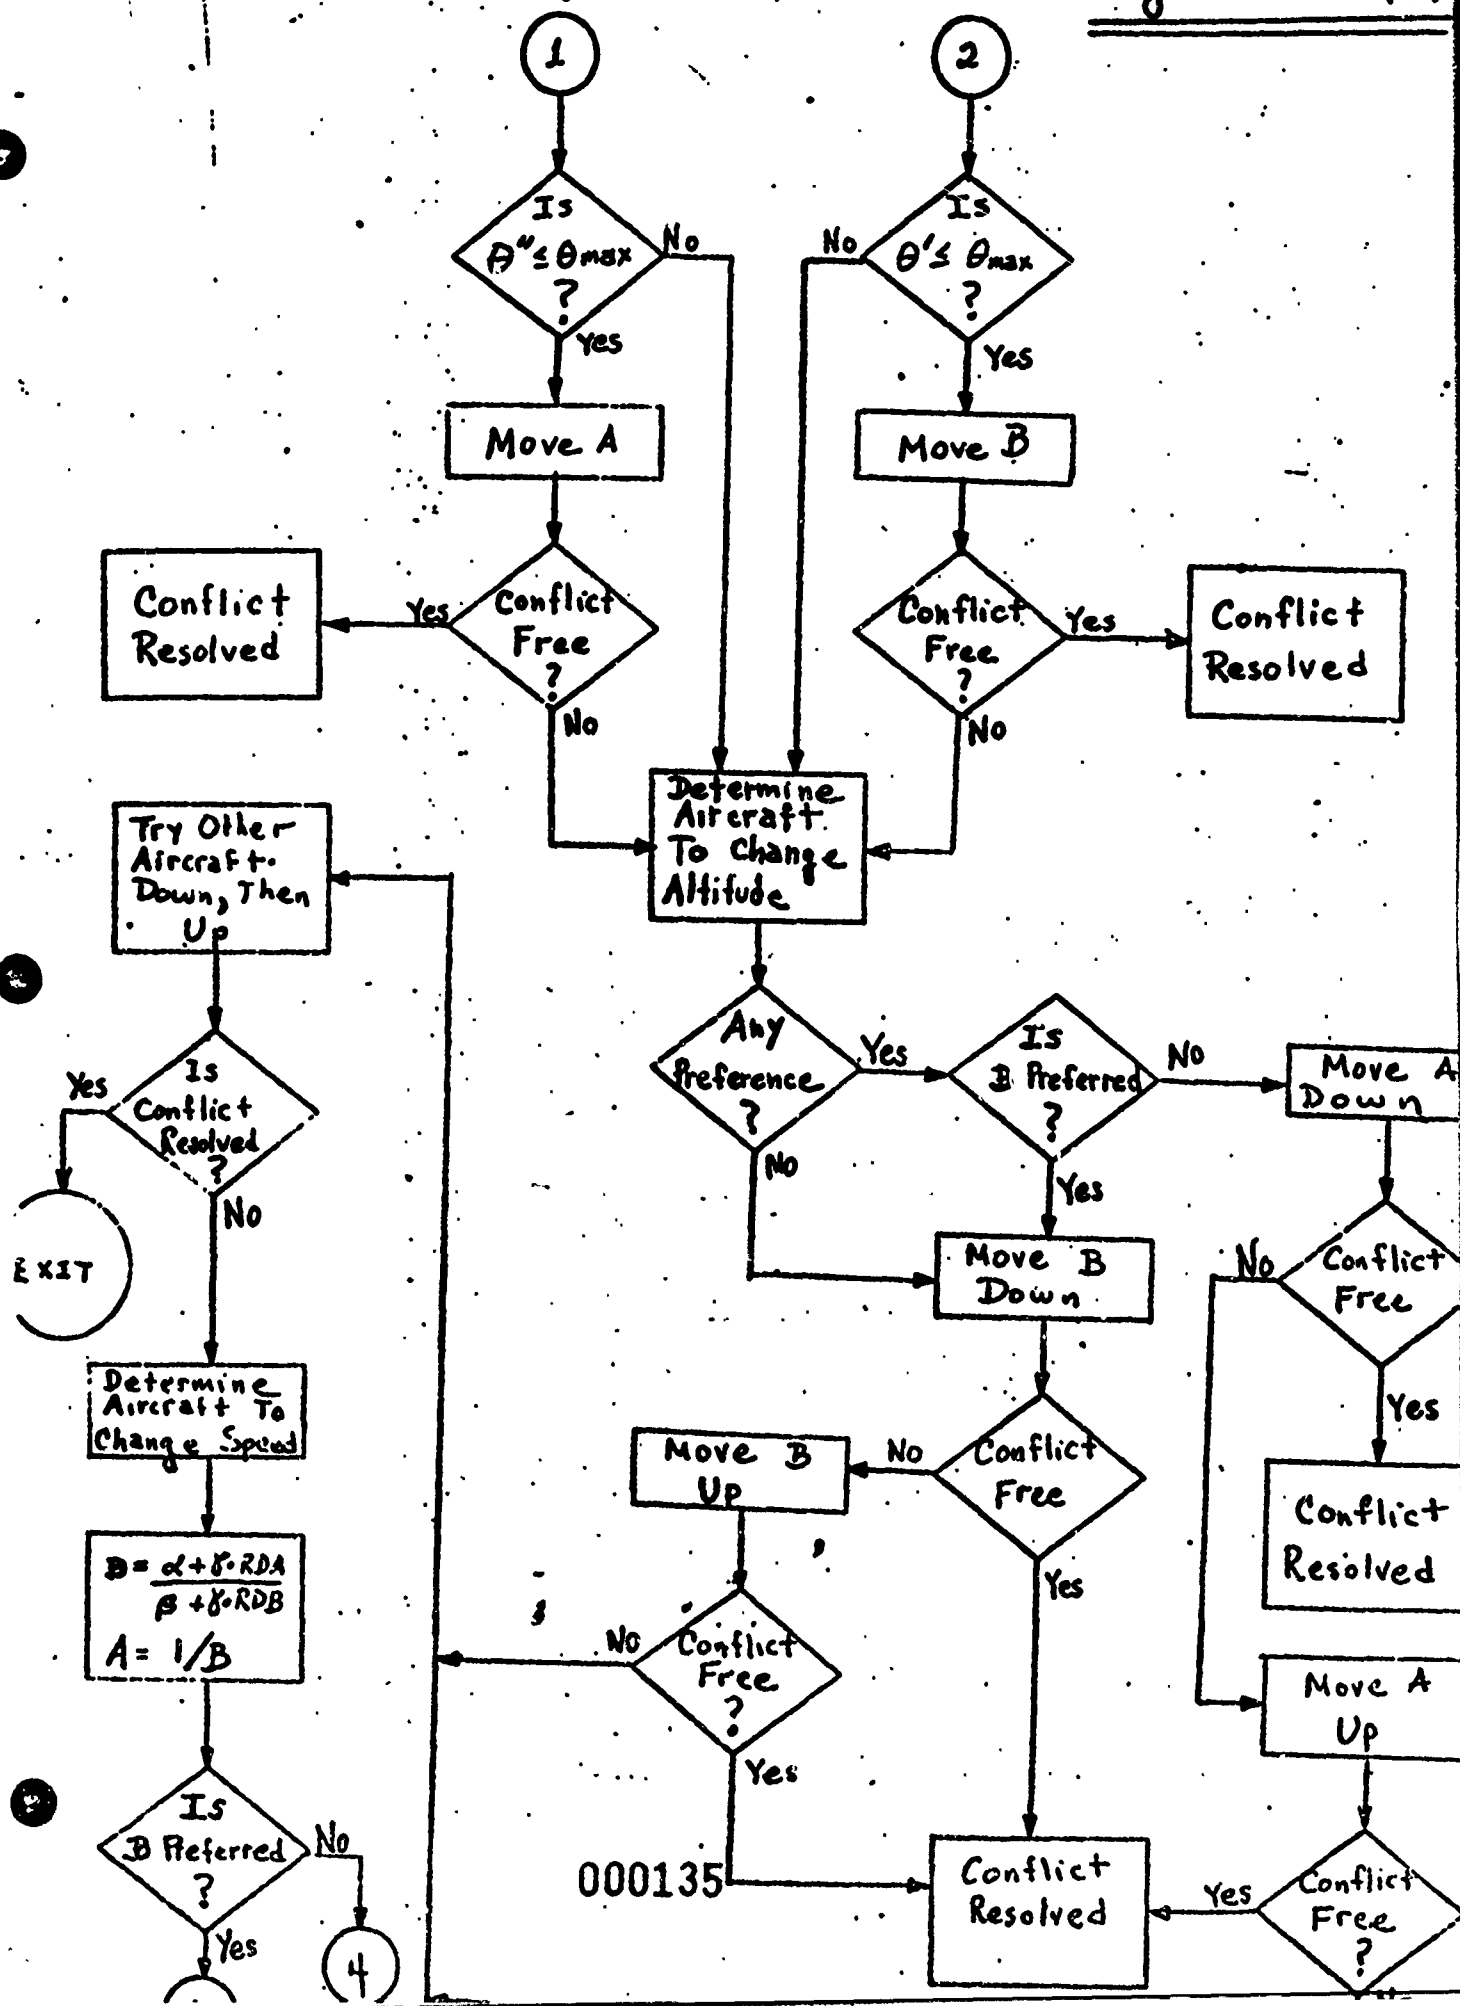 1
2
Is
θ" ≤ θmax
?
No
Yes
Is
θ' ≤ θmax
?
No
Yes
Move A
Move B
Conflict
Free
?
Yes
No
Conflict
Resolved
Conflict
Free
?
Yes
No
Conflict
Resolved
Determine
Aircraft
To Change
Altitude
Try Other
Aircraft.
Down, Then
Up
Any
Preference
?
Yes
No
Is
B Preferred
?
No
Yes
Move A
Down
Is
Conflict
Resolved
?
Yes
No
EXIT
Move B
Down
Conflict
Free
No
Yes
Conflict
Resolved
Determine
Aircraft To
Change Speed
Move B
Up
Conflict
Free
No
Yes
B = α+γ·RDA
β+γ·RDB
A = 1/B
Conflict
Free
?
No
Yes
Move A
Up
Is
B Preferred
?
No
Yes
4
Conflict
Resolved
Conflict
Free
?
Yes
000135